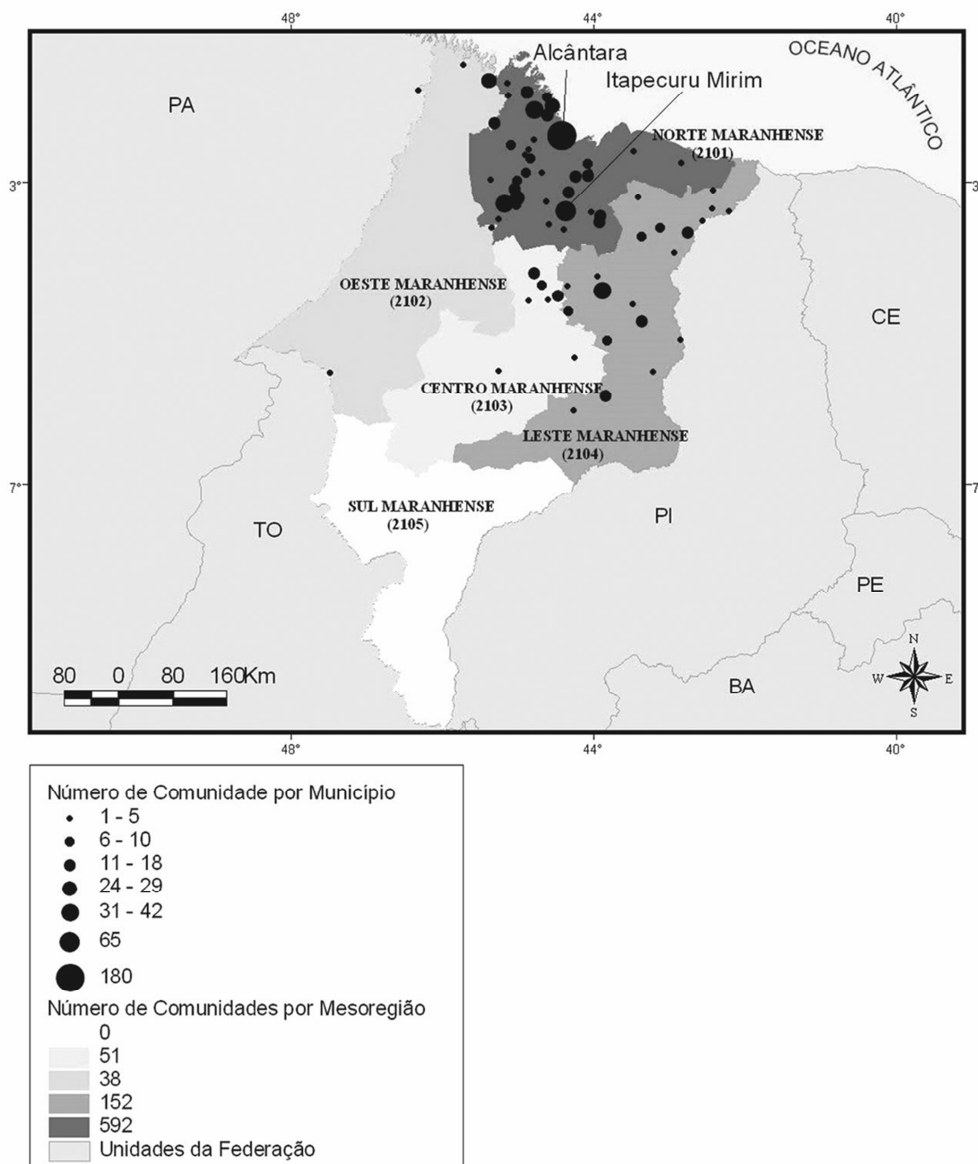 48°
44°
40°
Alcântara
OCEANO ATLÂNTICO
Itapecuru Mirim
PA
NORTE MARANHENSE
(2101)
3°
3
OESTE MARANHENSE
(2102)
CE
CENTRO MARANHENSE
(2103)
LESTE MARANHENSE
(2104)
7°
7
SUL MARANHENSE
(2105)
TO
PI
PE
N
W E
S
80 0 80 160Km
BA
48°
44°
40°
Número de Comunidade por Município
1 - 5
6 - 10
11 - 18
24 - 29
31 - 42
65
180
Número de Comunidades por Mesoregião
0
51
38
152
592
Unidades da Federação